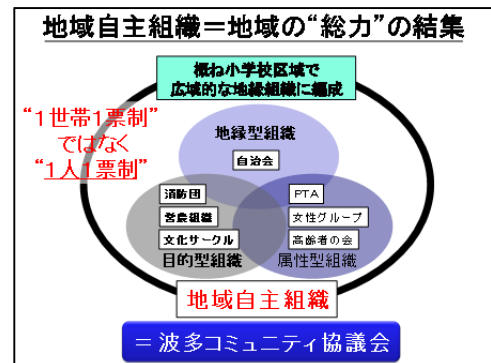 地域自主組織＝地域の“総力”の結集
概ね小学校区域で
広域的な地縁組織に編成
“1世帯1票制”
ではなく
“1人1票制”
地縁型組織
自治会
消防団
営農組織
文化サークル
目的型組織
PTA
女性グループ
高齢者の会
属性型組織
地域自主組織
＝波多コミュニティ協議会